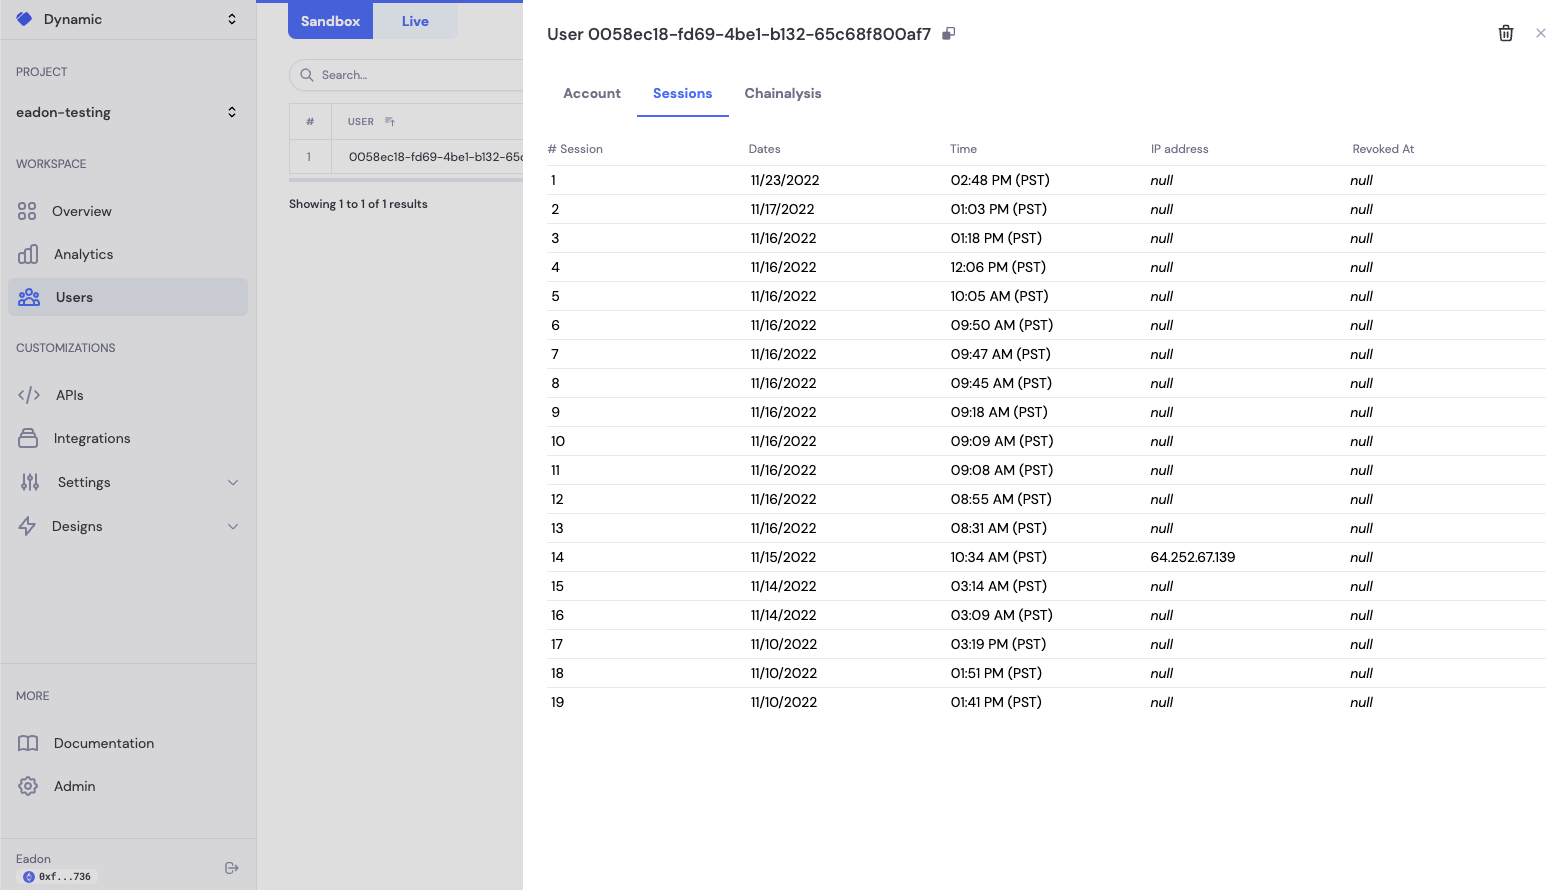 Dynamic
PROJECT
eadon-testing
WORKSPACE
Overview
Analytics
Users
CUSTOMIZATIONS
APIs
Integrations
Settings
Designs
MORE
Documentation
Admin
Eadon
0xf...736
Sandbox Live
Search...
# USER
1 0058ec18-fd69-4be1-b132-65c
Showing 1 to 1 of 1 results
User 0058ec18-fd69-4be1-b132-65c68f800af7
Account Sessions Chainalysis
# Session Dates Time IP address Revoked At
1 11/23/2022 02:48 PM (PST) null null
2 11/17/2022 01:03 PM (PST) null null
3 11/16/2022 01:18 PM (PST) null null
4 11/16/2022 12:06 PM (PST) null null
5 11/16/2022 10:05 AM (PST) null null
6 11/16/2022 09:50 AM (PST) null null
7 11/16/2022 09:47 AM (PST) null null
8 11/16/2022 09:45 AM (PST) null null
9 11/16/2022 09:18 AM (PST) null null
10 11/16/2022 09:09 AM (PST) null null
11 11/16/2022 09:08 AM (PST) null null
12 11/16/2022 08:55 AM (PST) null null
13 11/16/2022 08:31 AM (PST) null null
14 11/15/2022 10:34 AM (PST) 64.252.67.139 null
15 11/14/2022 03:14 AM (PST) null null
16 11/14/2022 03:09 AM (PST) null null
17 11/10/2022 03:19 PM (PST) null null
18 11/10/2022 01:51 PM (PST) null null
19 11/10/2022 01:41 PM (PST) null null